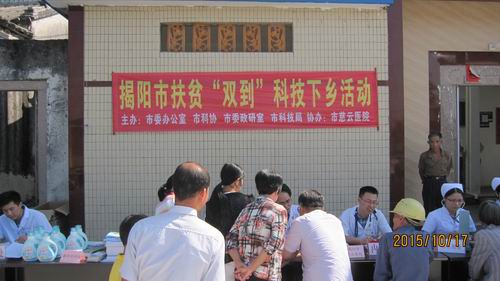 揭阳市扶贫“双到”科技下乡活动
主办：市委办公室 市科协 市委政研室 市科技局 协办：市慈云医院
2015/10/17